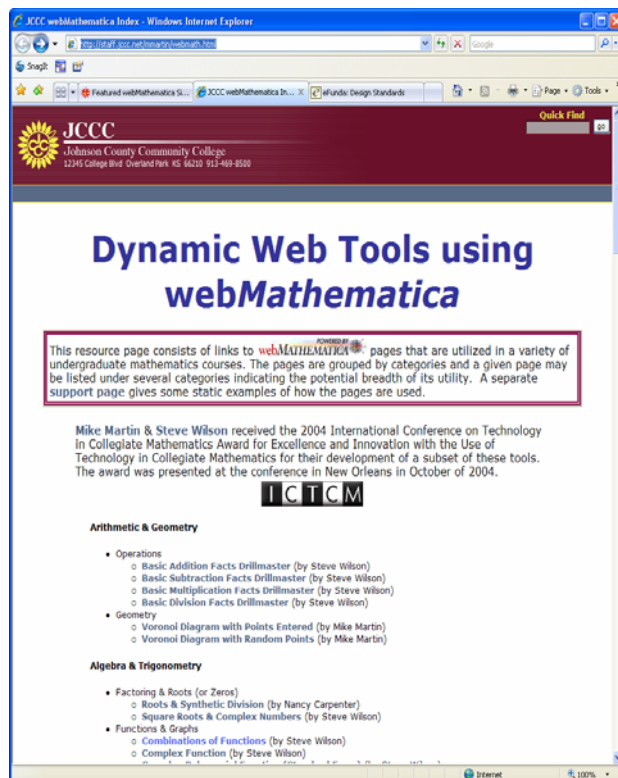 JCCC webMathematica Index - Windows Internet Explorer
http://staff.jccc.net/mmartin/webmath.html
Google
SnagIt
Featured webMathematica Si...
JCCC webMathematica In...
eFunda: Design Standards
Page
Tools
Quick Find
go
JCCC
Johnson County Community College
12345 College Blvd Overland Park KS 66210 913-469-8500
Dynamic Web Tools using
webMathematica
This resource page consists of links to POWERED BY webMATHEMATICA pages that are utilized in a variety of
undergraduate mathematics courses. The pages are grouped by categories and a given page may
be listed under several categories indicating the potential breadth of its utility. A separate
support page gives some static examples of how the pages are used.
Mike Martin & Steve Wilson received the 2004 International Conference on Technology
in Collegiate Mathematics Award for Excellence and Innovation with the Use of
Technology in Collegiate Mathematics for their development of a subset of these tools.
The award was presented at the conference in New Orleans in October of 2004.
ICTCM
Arithmetic & Geometry
• Operations
○ Basic Addition Facts Drillmaster (by Steve Wilson)
○ Basic Subtraction Facts Drillmaster (by Steve Wilson)
○ Basic Multiplication Facts Drillmaster (by Steve Wilson)
○ Basic Division Facts Drillmaster (by Steve Wilson)
• Geometry
○ Voronoi Diagram with Points Entered (by Mike Martin)
○ Voronoi Diagram with Random Points (by Mike Martin)
Algebra & Trigonometry
• Factoring & Roots (or Zeros)
○ Roots & Synthetic Division (by Nancy Carpenter)
○ Square Roots & Complex Numbers (by Steve Wilson)
• Functions & Graphs
○ Combinations of Functions (by Steve Wilson)
○ Complex Function (by Steve Wilson)
Internet
100%